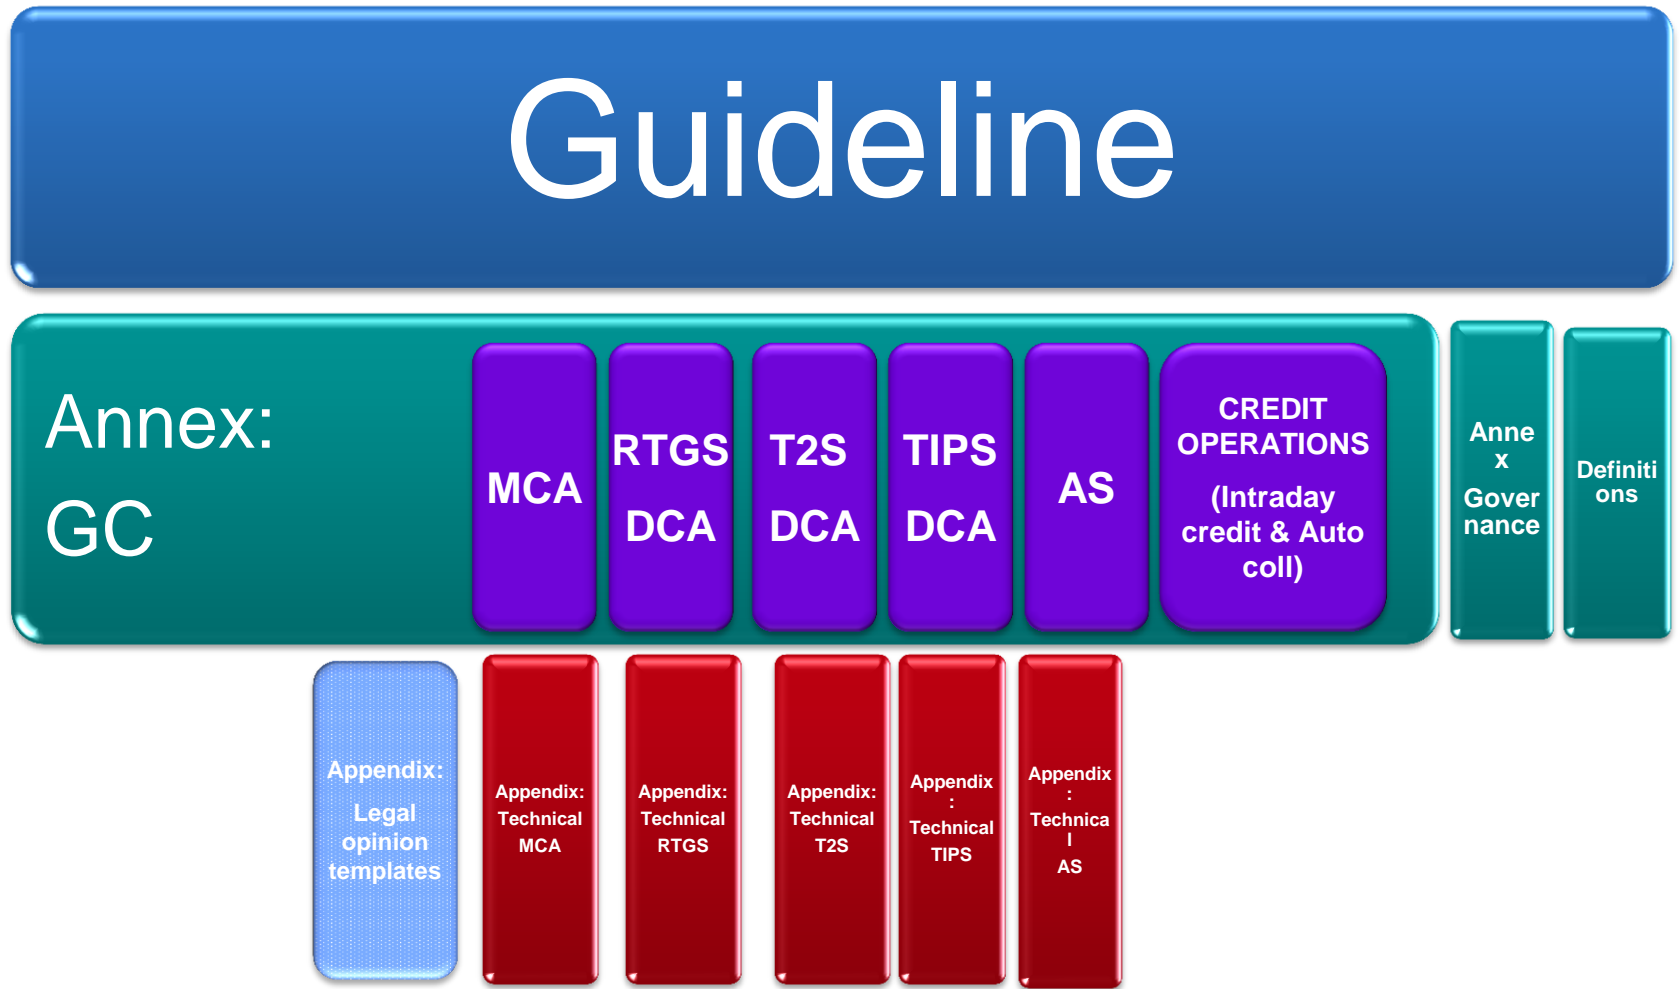 Guideline
Annex:
GC
MCA
RTGS
DCA
T2S
DCA
TIPS
DCA
AS
CREDIT
OPERATIONS
(Intraday
credit & Auto
coll)
Anne
x
Gover
nance
Definiti
ons
Appendix:
Legal
opinion
templates
Appendix:
Technical
MCA
Appendix:
Technical
RTGS
Appendix:
Technical
T2S
Appendix
:
Technical
TIPS
Appendix
:
Technica
l
AS